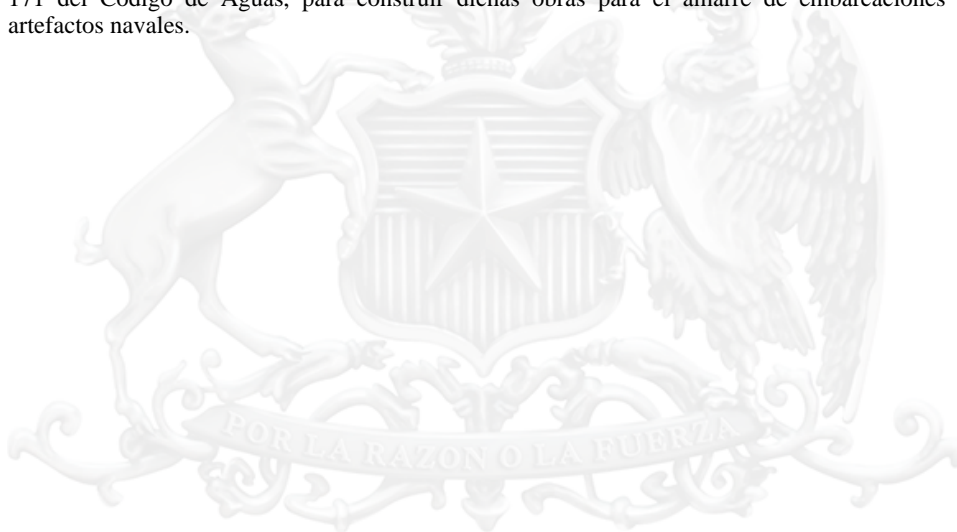 171 del Código de Aguas, para construir dichas obras para el amarre de embarcaciones
artefactos navales.
POR LA RAZON O LA FUERZA